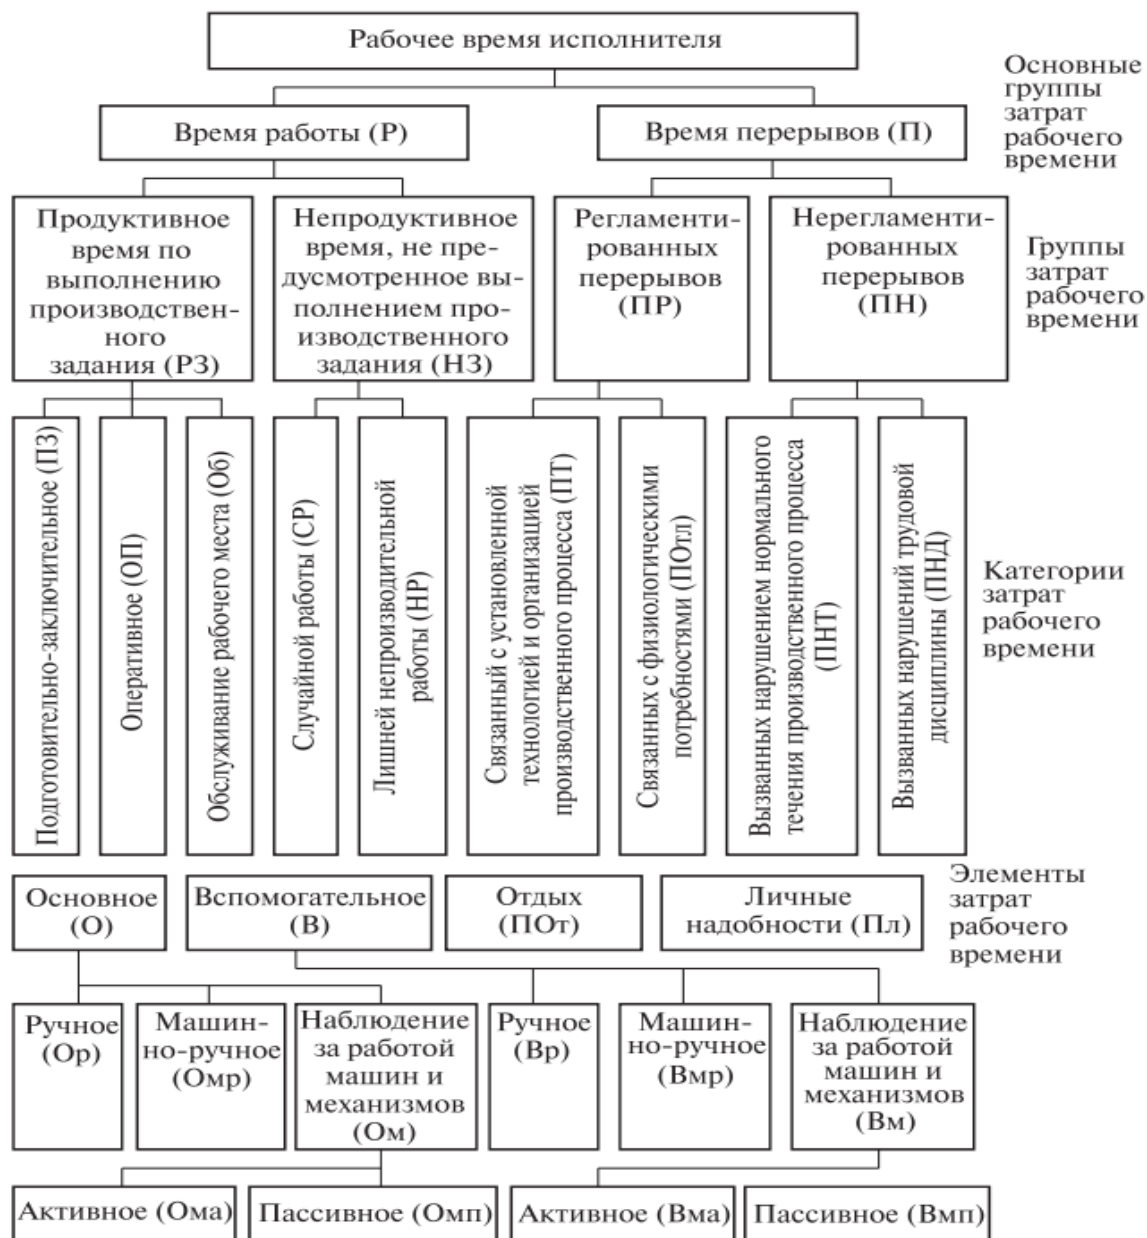 Рабочее время исполнителя
Основные
группы
затрат
рабочего
времени
Время работы (Р)
Время перерывов (П)
Продуктивное
время по
выполнению
производствен-
ного
задания (РЗ)
Непродуктивное
время, не пре-
дусмотренное вы-
полнением про-
изводственного
задания (НЗ)
Регламенти-
рованных
перерывов
(ПР)
Нерегламенти-
рованных
перерывов
(ПН)
Группы
затрат
рабочего
времени
Подготовительно-заключительное (ПЗ)
Оперативное (ОП)
Обслуживание рабочего места (Об)
Случайной работы (СР)
Лишней непроизводительной
работы (НР)
Связанный с установленной
технологией и организацией
производственного процесса (ПТ)
Связанных с физиологическими
потребностями (ПОтл)
Вызванных нарушением нормального
течения производственного процесса
(ПНТ)
Вызванных нарушений трудовой
дисциплины (ПНД)
Категории
затрат
рабочего
времени
Основное
(О)
Вспомогательное
(В)
Отдых
(ПОт)
Личные
надобности (Пл)
Элементы
затрат
рабочего
времени
Ручное
(Ор)
Машин-
но-ручное
(Омр)
Наблюдение
за работой
машин и
механизмов
(Ом)
Ручное
(Вр)
Машин-
но-ручное
(Вмр)
Наблюдение
за работой
машин и
механизмов
(Вм)
Активное (Ома)
Пассивное (Омп)
Активное (Вма)
Пассивное (Вмп)